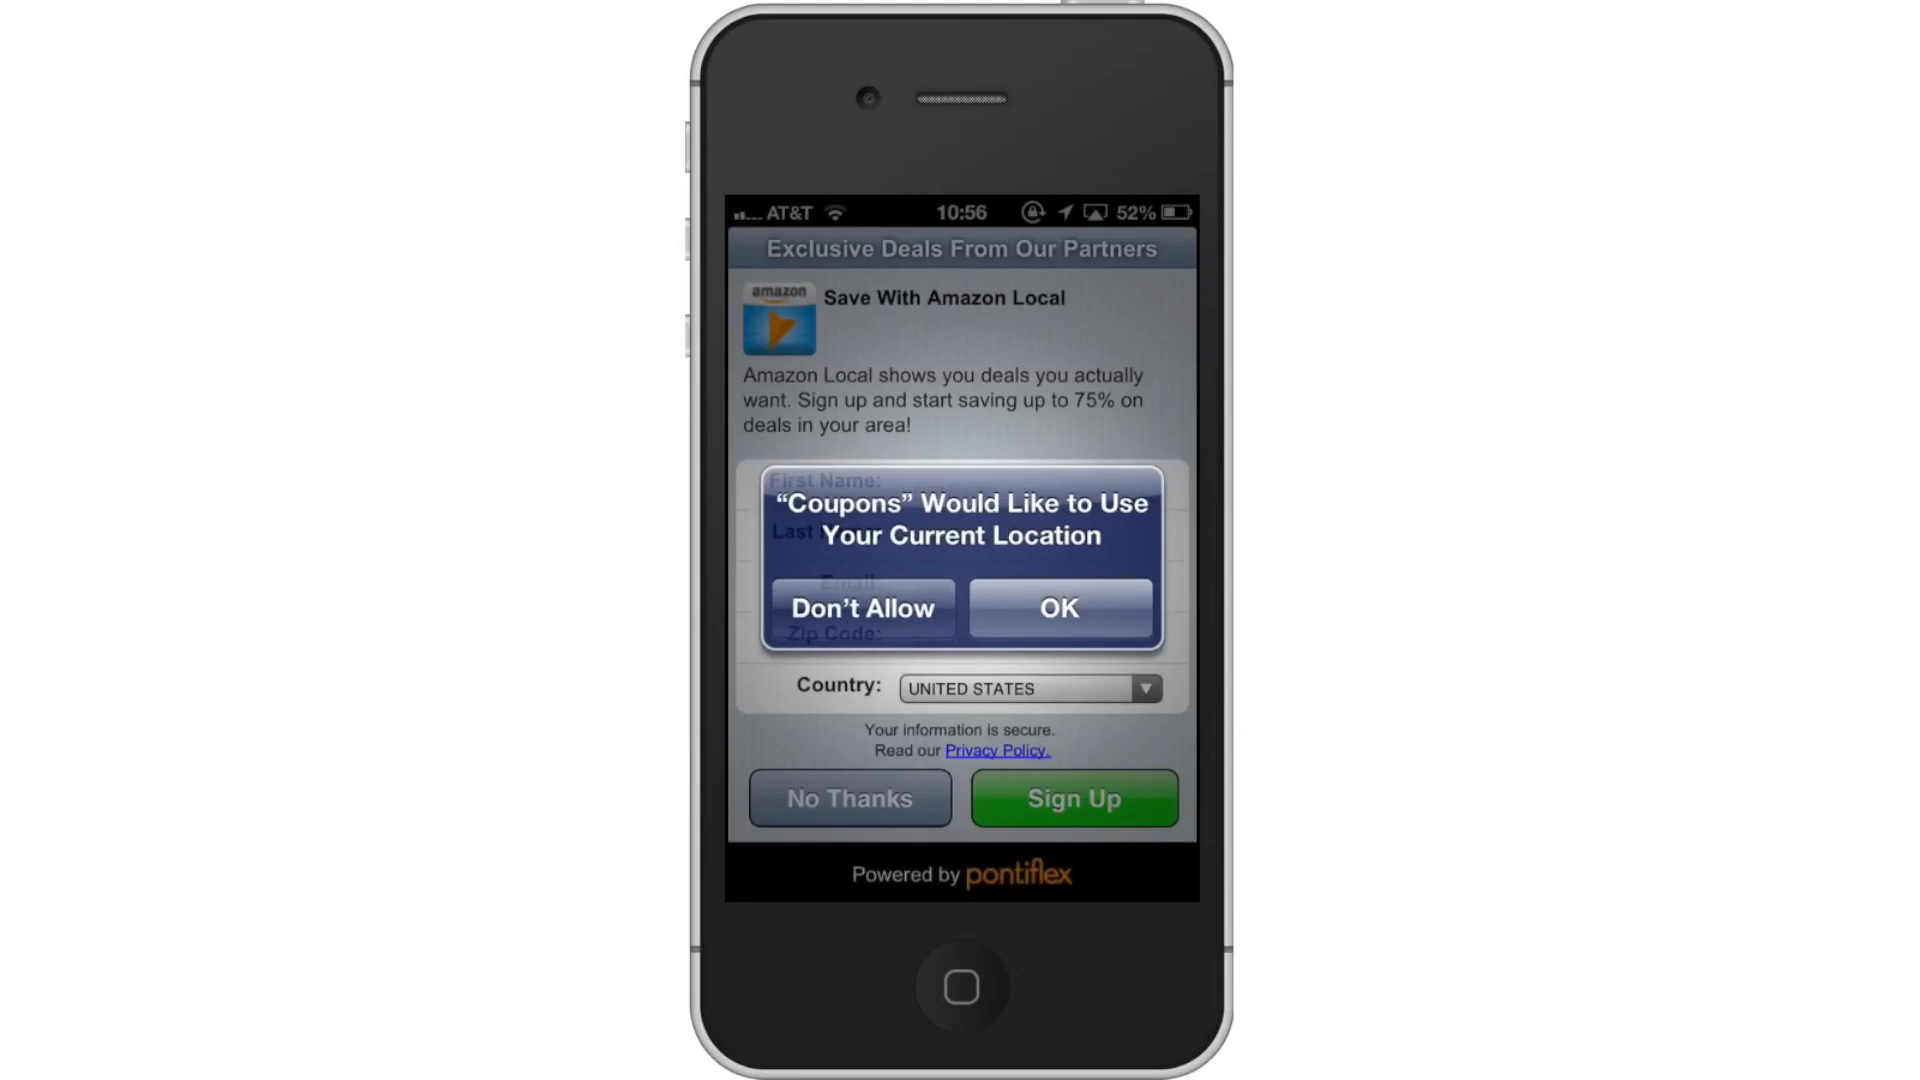 AT&T 10:56 52%
Exclusive Deals From Our Partners
amazon
Save With Amazon Local
Amazon Local shows you deals you actually
want. Sign up and start saving up to 75% on
deals in your area!
First Name:
“Coupons” Would Like to Use
Last
Your Current Location
Email:
Don’t Allow OK
Zip Code:
Country: UNITED STATES
Your information is secure.
Read our Privacy Policy.
No Thanks Sign Up
Powered by pontiflex